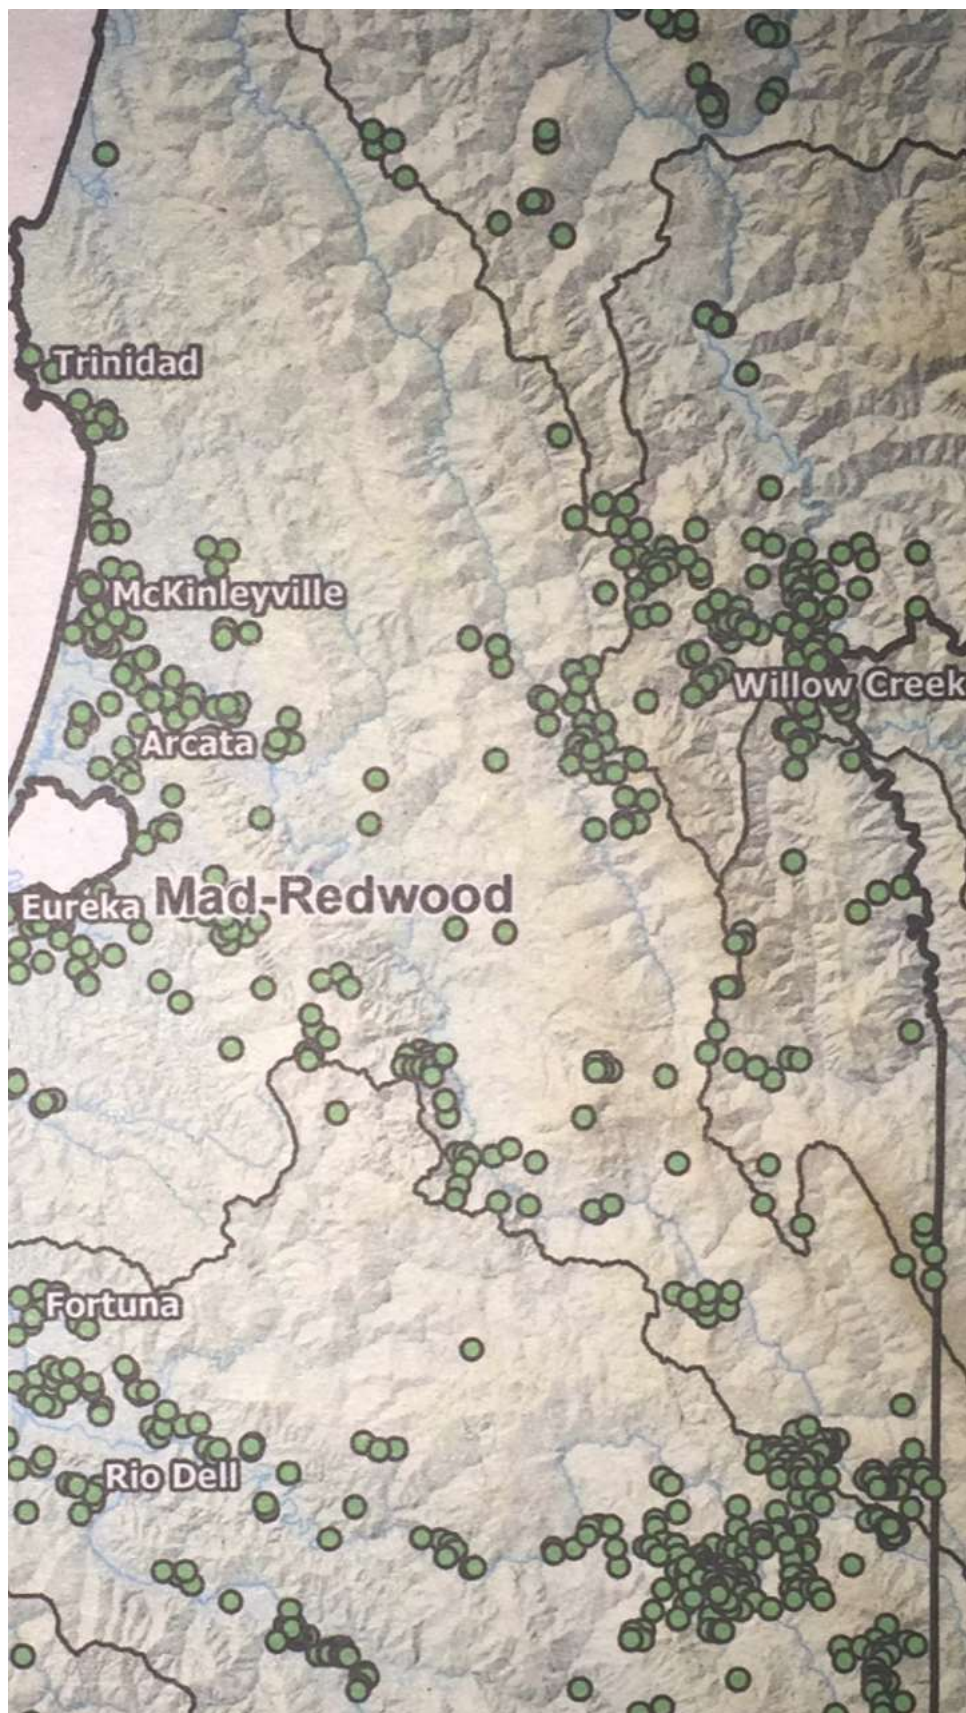 Trinidad
McKinleyville
Willow Creek
Arcata
Eureka
Mad-Redwood
Fortuna
Rio Dell